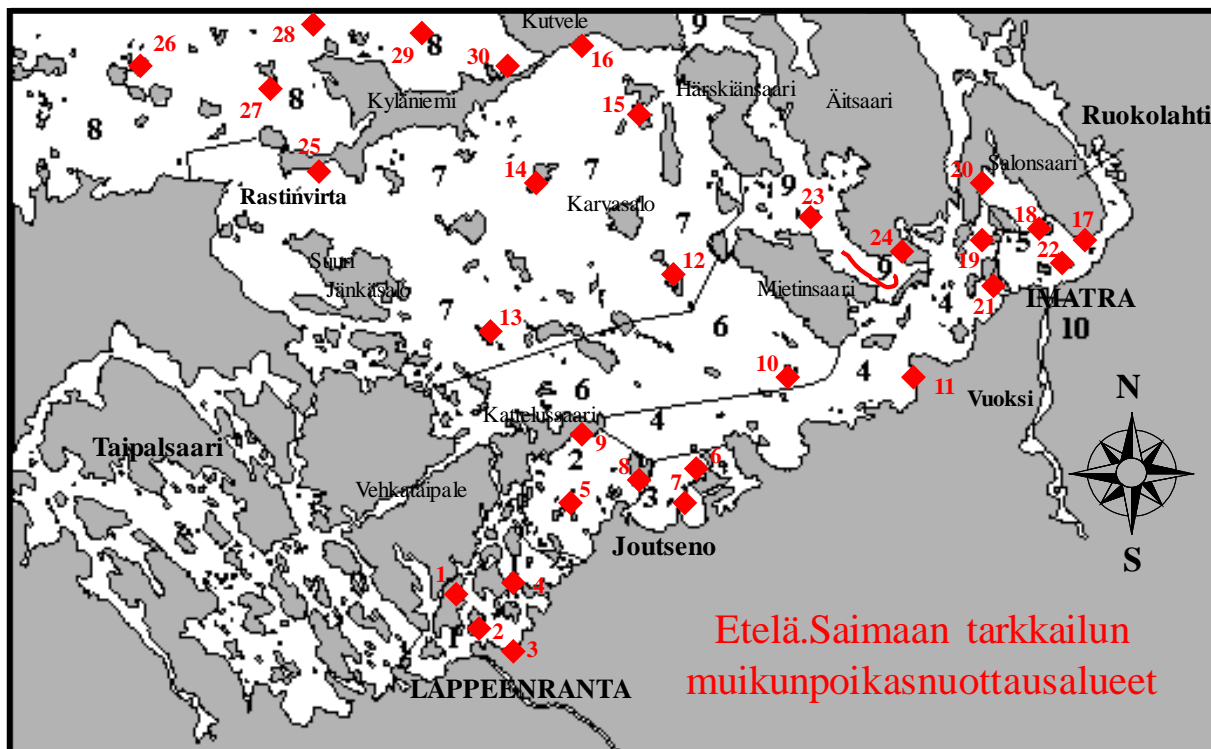 Kutvele
9
28
29
8
26
30
16
27
8
Kyläniemi
15
Härskiänsaari
Äitsaari
Ruokolahti
8
25
7
14
7
9
20
Salonsaari
Rastinvirta
Karvasalo
23
18
17
7
24
19
5
22
Suuri
Jänkäsalo
12
9
Mietinsaari
21
IMATRA
10
7
13
6
4
10
4
11
6
Vuoksi
N
Kattelussaari
4
Taipalsaari
9
2
8
6
Vehkataipale
5
7
3
Joutseno
S
1
4
2
1
3
LAPPEENRANTA
Etelä.Saimaan tarkkailun
muikunpoikasnuottausalueet